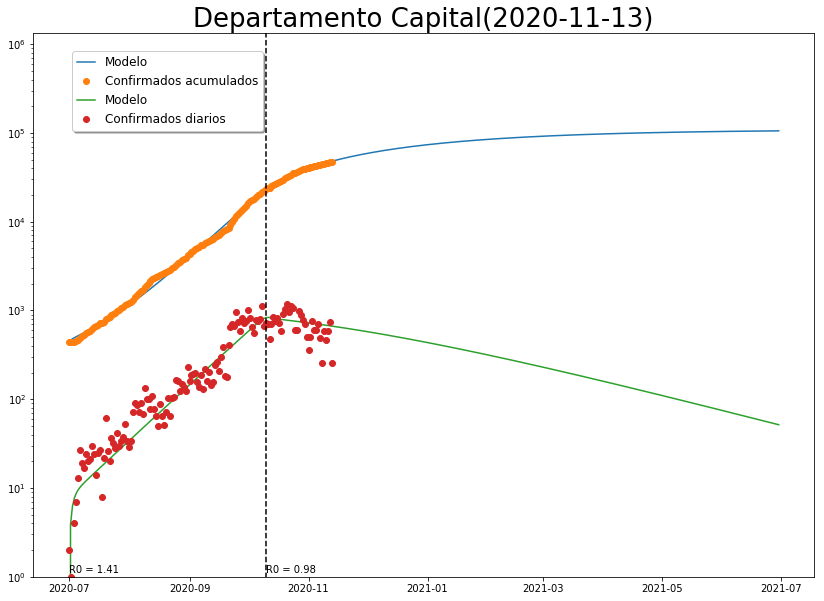 Departamento Capital(2020-11-13)
Modelo
Confirmados acumulados
Modelo
Confirmados diarios
10⁶
10⁵
10⁴
10³
10²
10¹
10⁰
R0 = 1.41 R0 = 0.98
2020-07 2020-09 2020-11 2021-01 2021-03 2021-05 2021-07